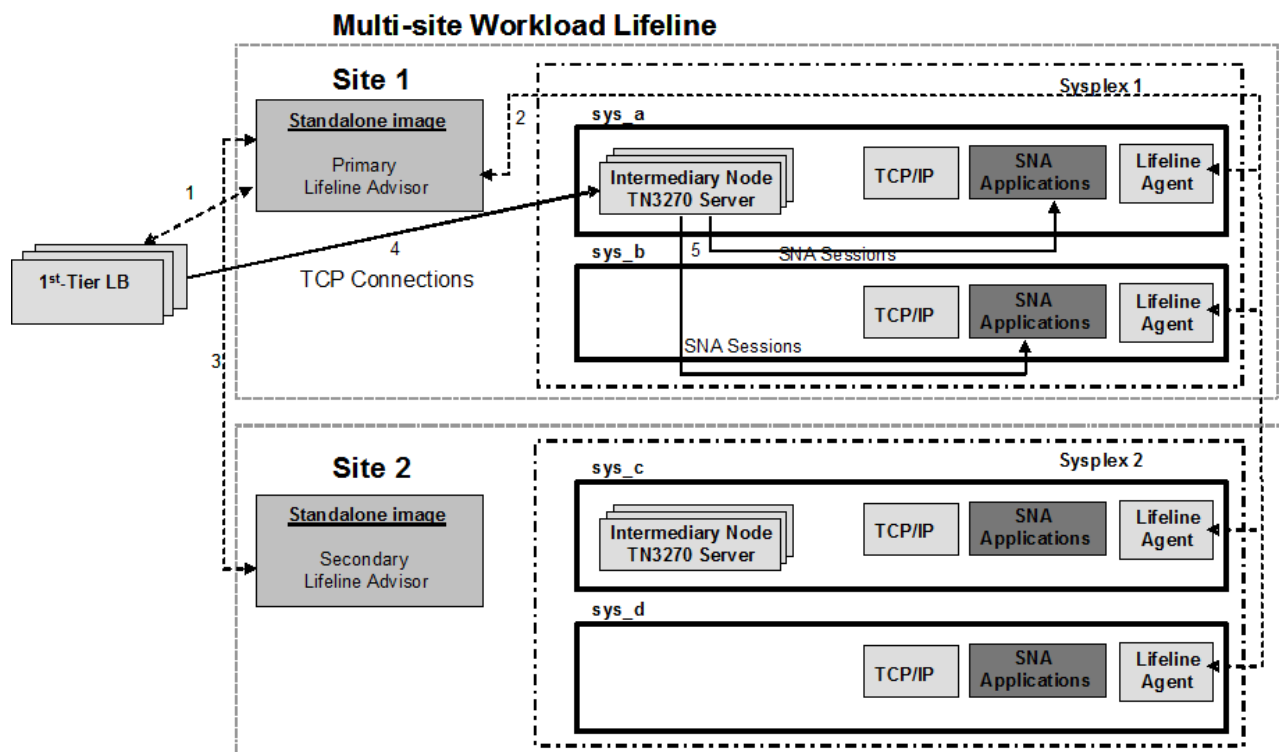 Multi-site Workload Lifeline
Site 1
Standalone image
Primary
Lifeline Advisor
Sysplex 1
2
sys_a
Intermediary Node
TN3270 Server
TCP/IP
SNA
Applications
Lifeline
Agent
1
4
5
SNA Sessions
TCP Connections
1st-Tier LB
sys_b
TCP/IP
SNA
Applications
Lifeline
Agent
SNA Sessions
3
Site 2
Standalone image
Secondary
Lifeline Advisor
Sysplex 2
sys_c
Intermediary Node
TN3270 Server
TCP/IP
SNA
Applications
Lifeline
Agent
sys_d
TCP/IP
SNA
Applications
Lifeline
Agent